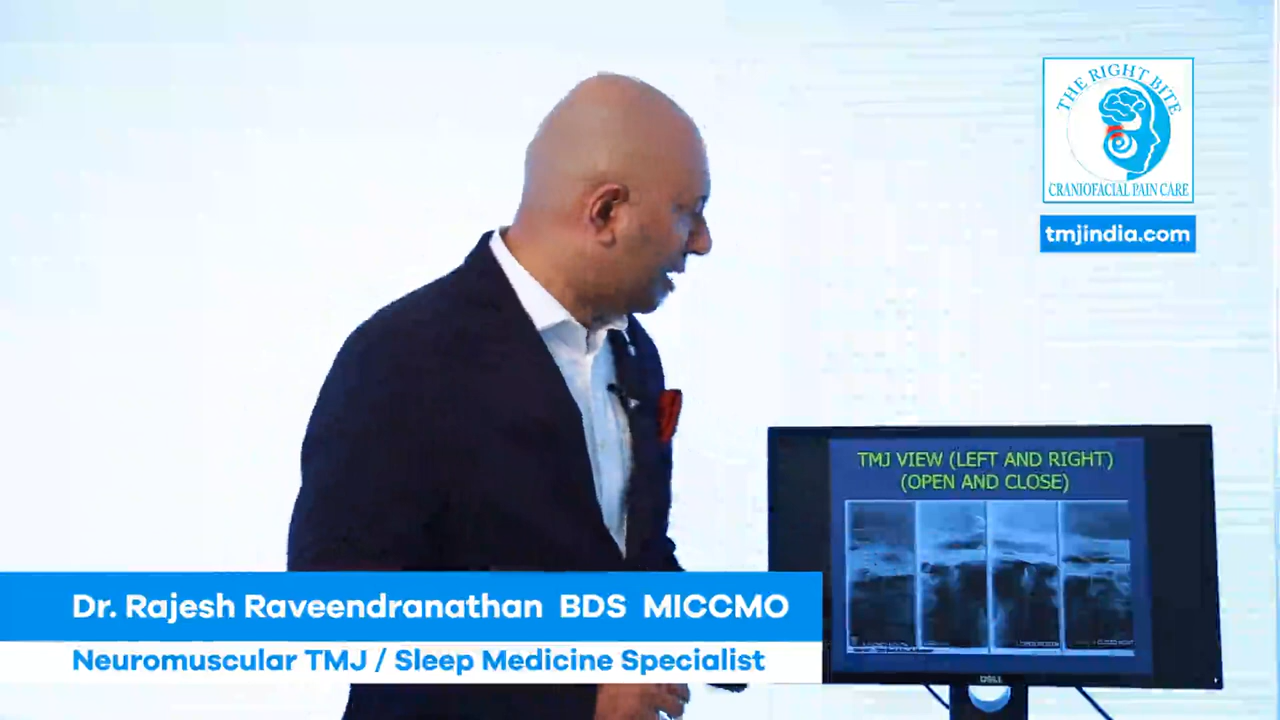 THE RIGHT BITE
CRANIOFACIAL PAIN CARE
tmjindia.com
TMJ VIEW (LEFT AND RIGHT)
(OPEN AND CLOSE)
DELL
Dr. Rajesh Raveendranathan BDS MICCMO
Neuromuscular TMJ / Sleep Medicine Specialist